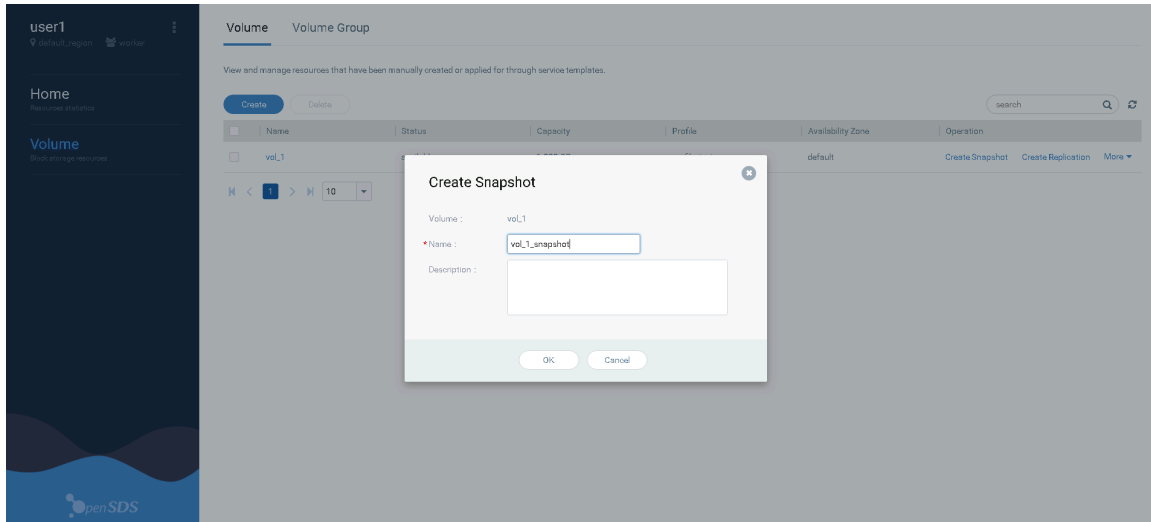 user1
default_region worker
Home
Resources statistical
Volume
Block storage resources
OpenSDS
Volume Volume Group
View and manage resources that have been manually created or applied for through service templates.
Create Delete
search
Name Status Capacity Profile Availability Zone Operation
vol_1 default Create Snapshot Create Replication More
1 10
Create Snapshot
Volume : vol_1
* Name : vol_1_snapshot
Description :
OK Cancel